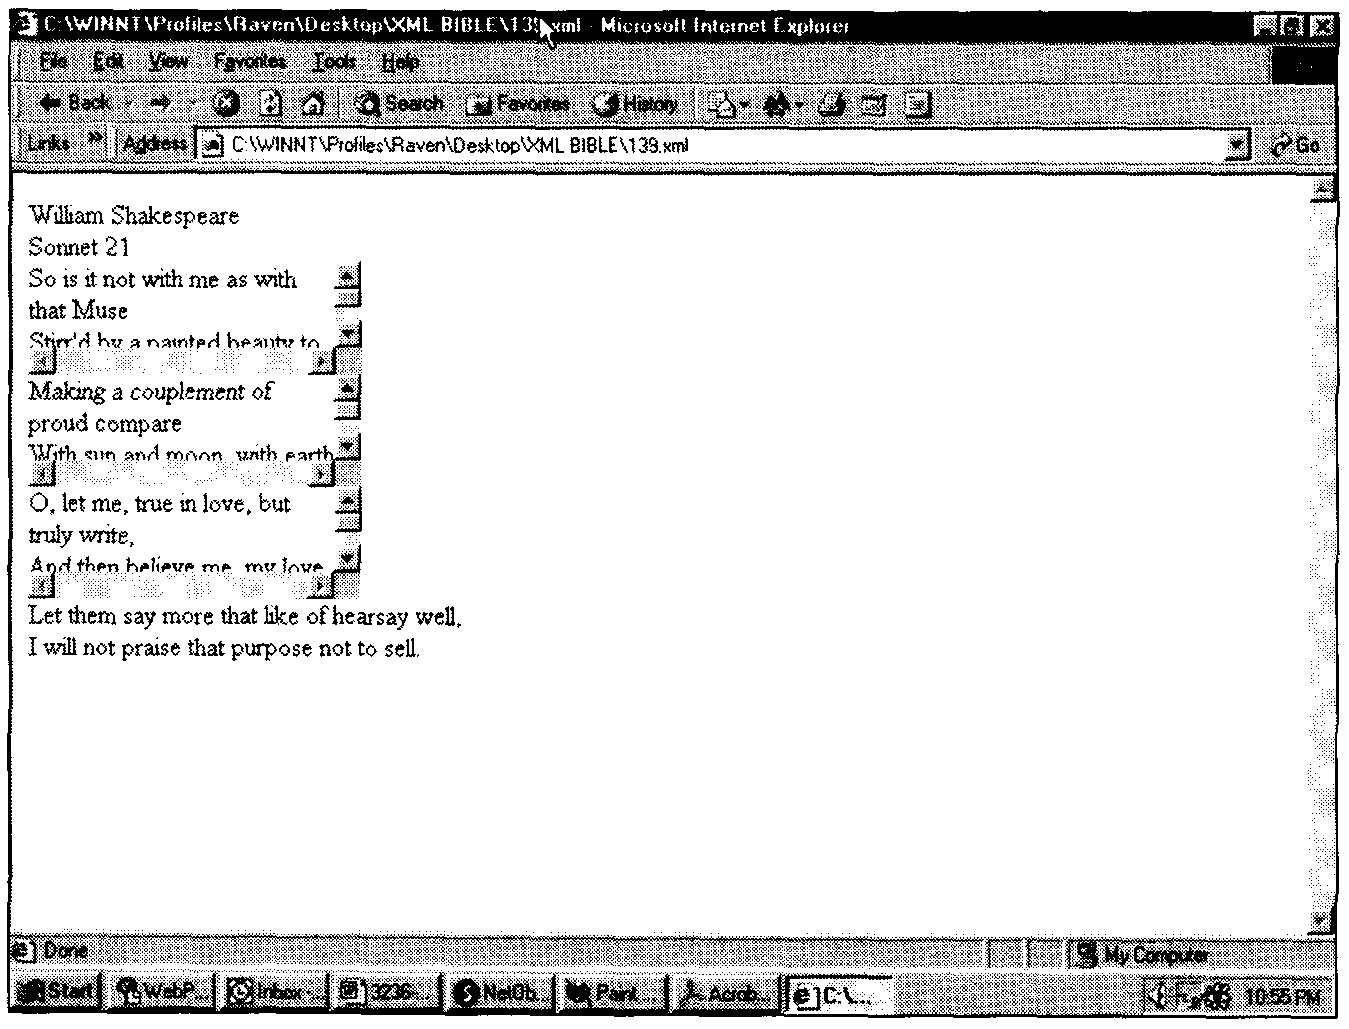 C:\WINNT\Profiles\Raven\Desktop\XML BIBLE\139.xml - Microsoft Internet Explorer
File Edit View Favorites Tools Help
Back Search Favorites History
Links » Address C:\WINNT\Profiles\Raven\Desktop\XML BIBLE\139.xml Go
William Shakespeare
Sonnet 21
So is it not with me as with
that Muse
Stirr'd by a painted beauty to
Making a couplement of
proud compare
With sun and moon, with earth
O, let me, true in love, but
truly write,
And then believe me, my love
Let them say more that like of hearsay well,
I will not praise that purpose not to sell.
Done My Computer
Start WebP... Inbox -... 3236 NetOb... Paint ... Acrob... C:\... 10:55 PM